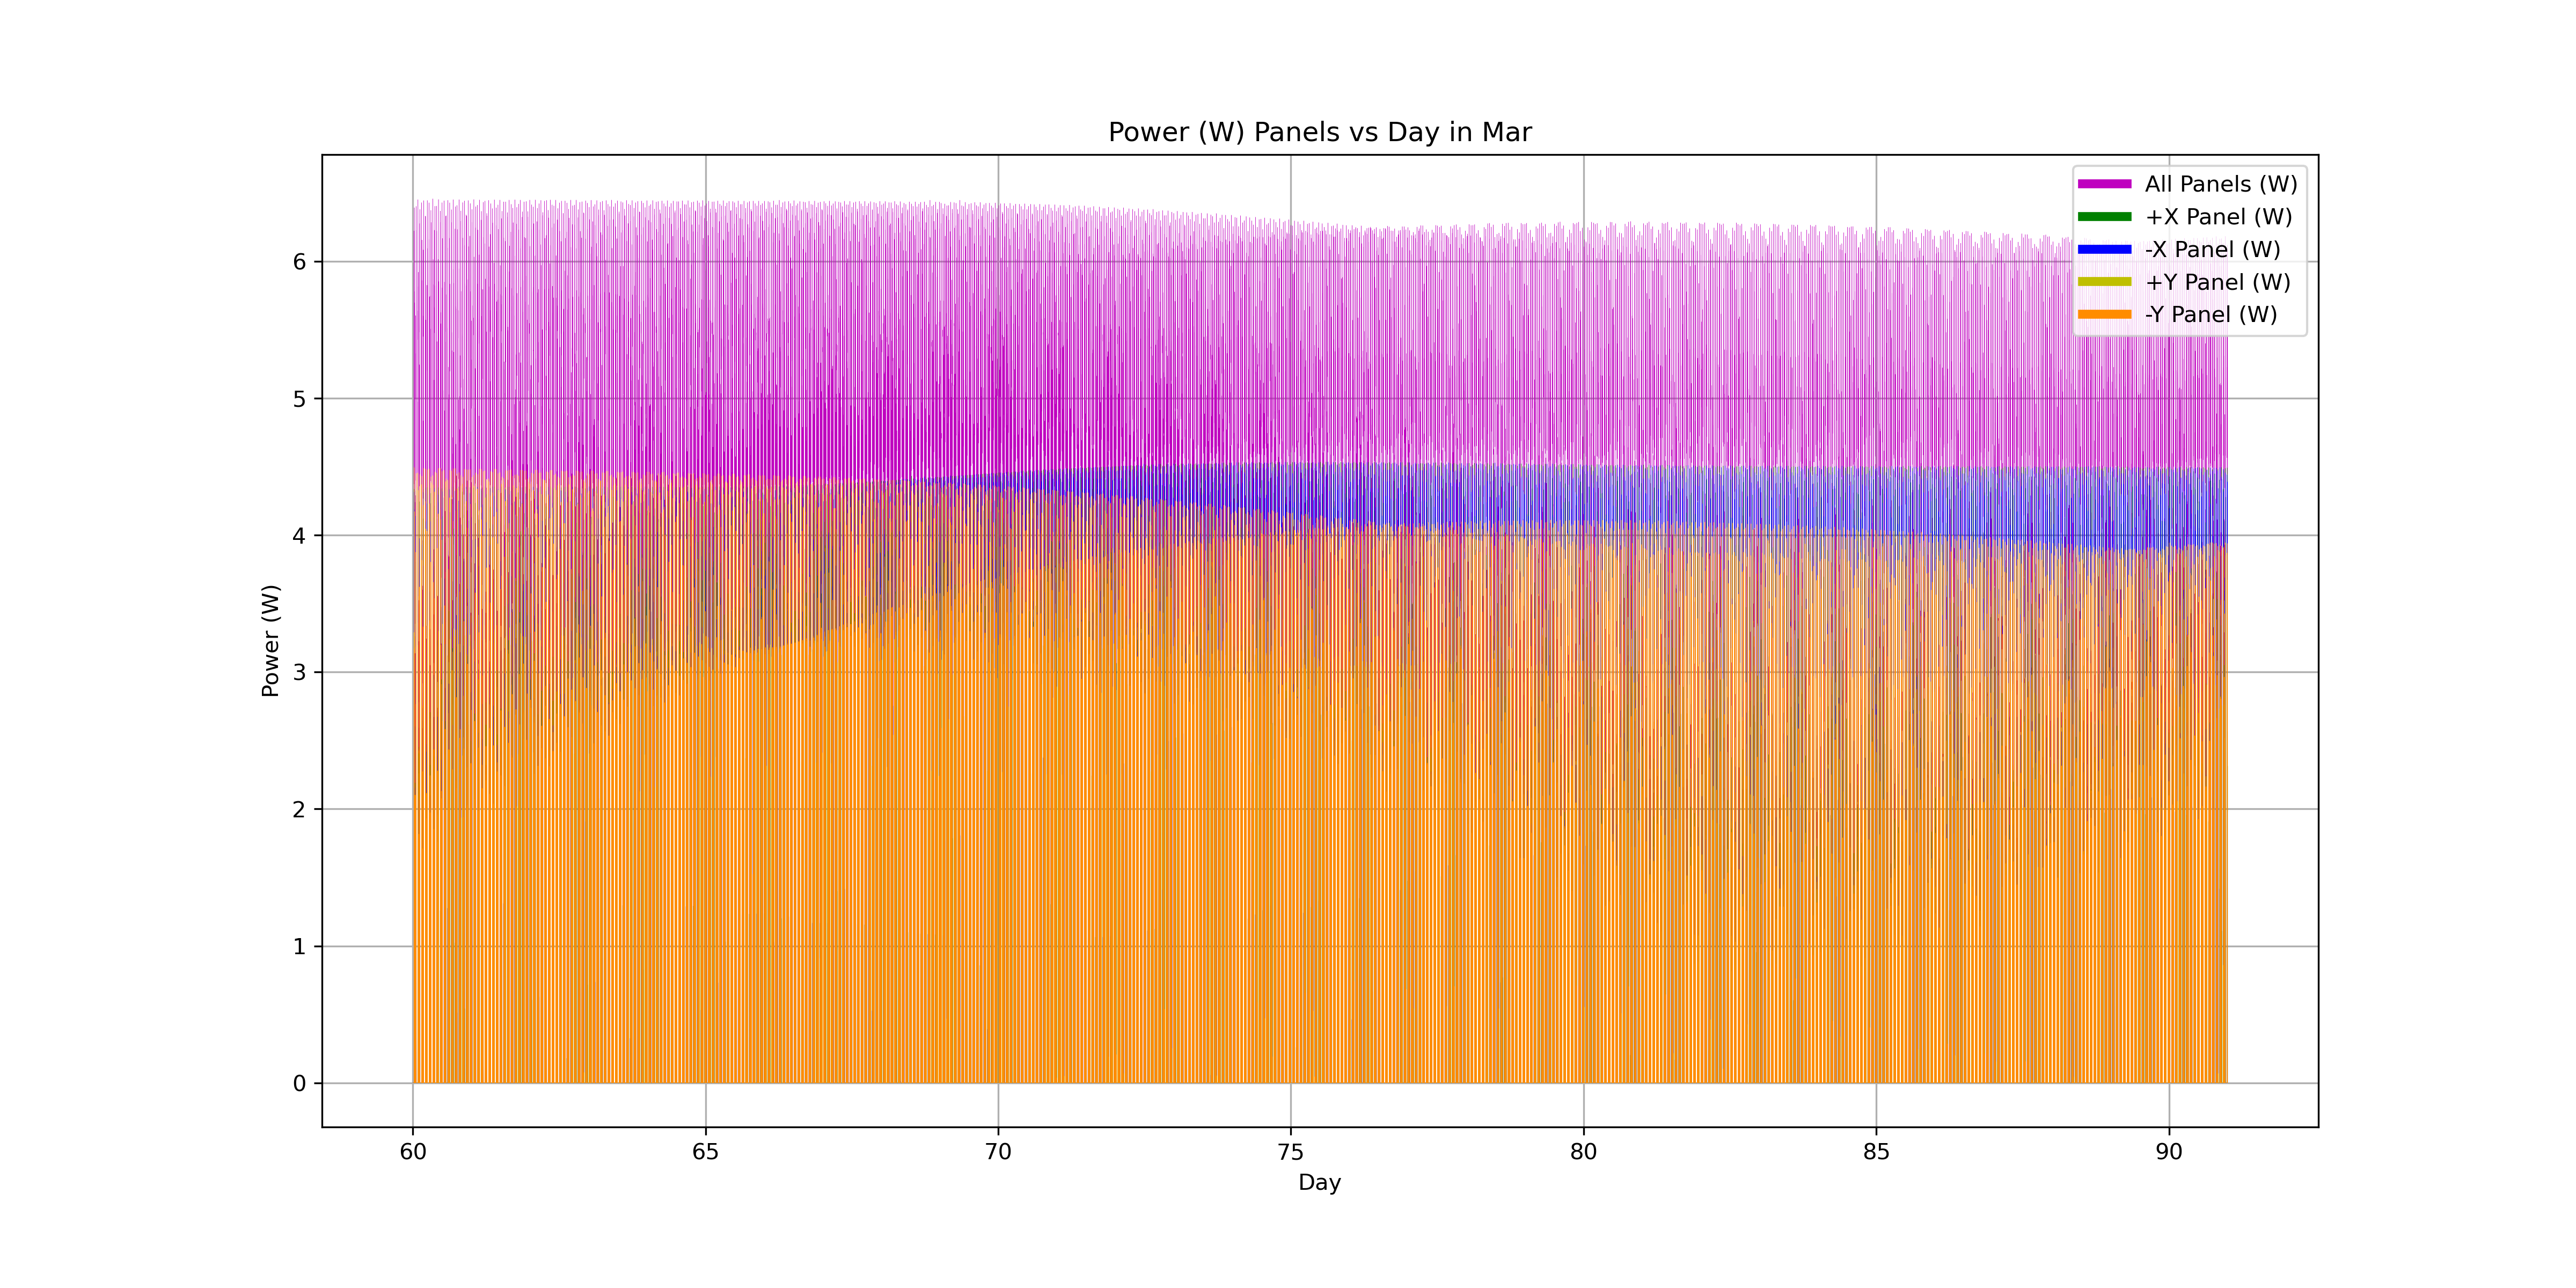 Power (W) Panels vs Day in Mar
All Panels (W)
+X Panel (W)
-X Panel (W)
+Y Panel (W)
-Y Panel (W)
Power (W)
6
5
4
3
2
1
0
60 65 70 75 80 85 90
Day